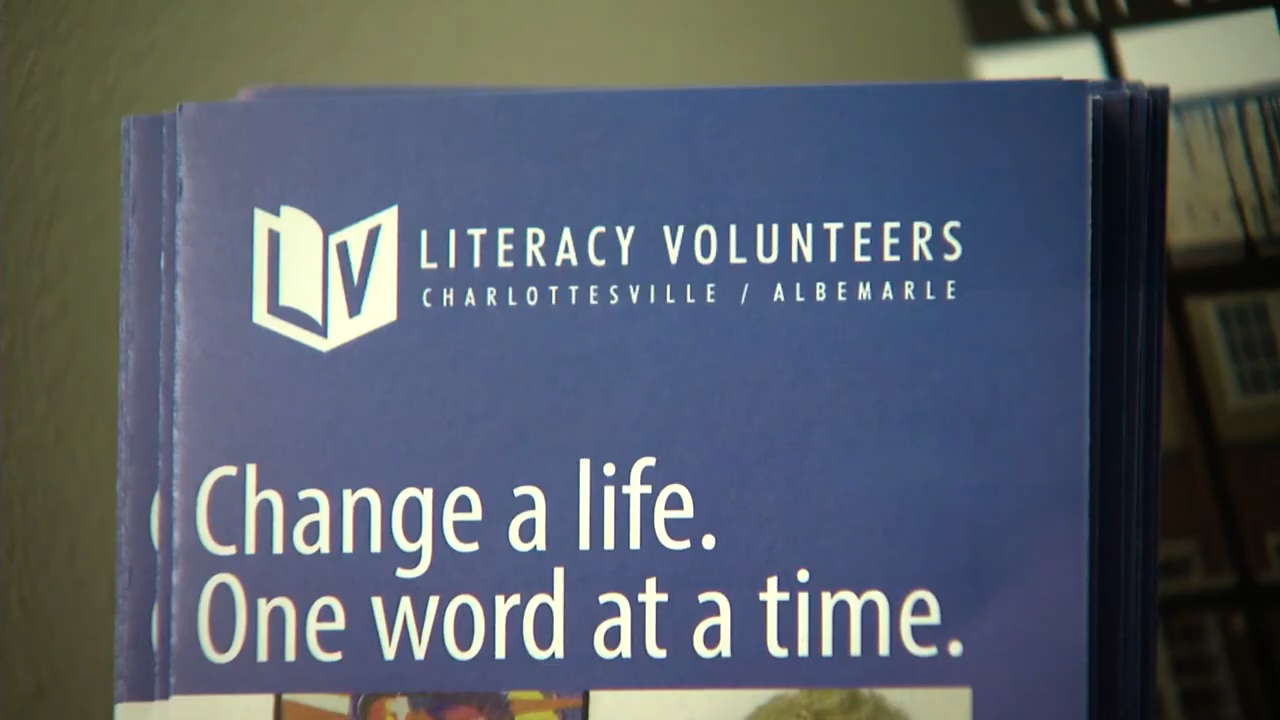 LV
LITERACY VOLUNTEERS
CHARLOTTESVILLE / ALBEMARLE
Change a life.
One word at a time.